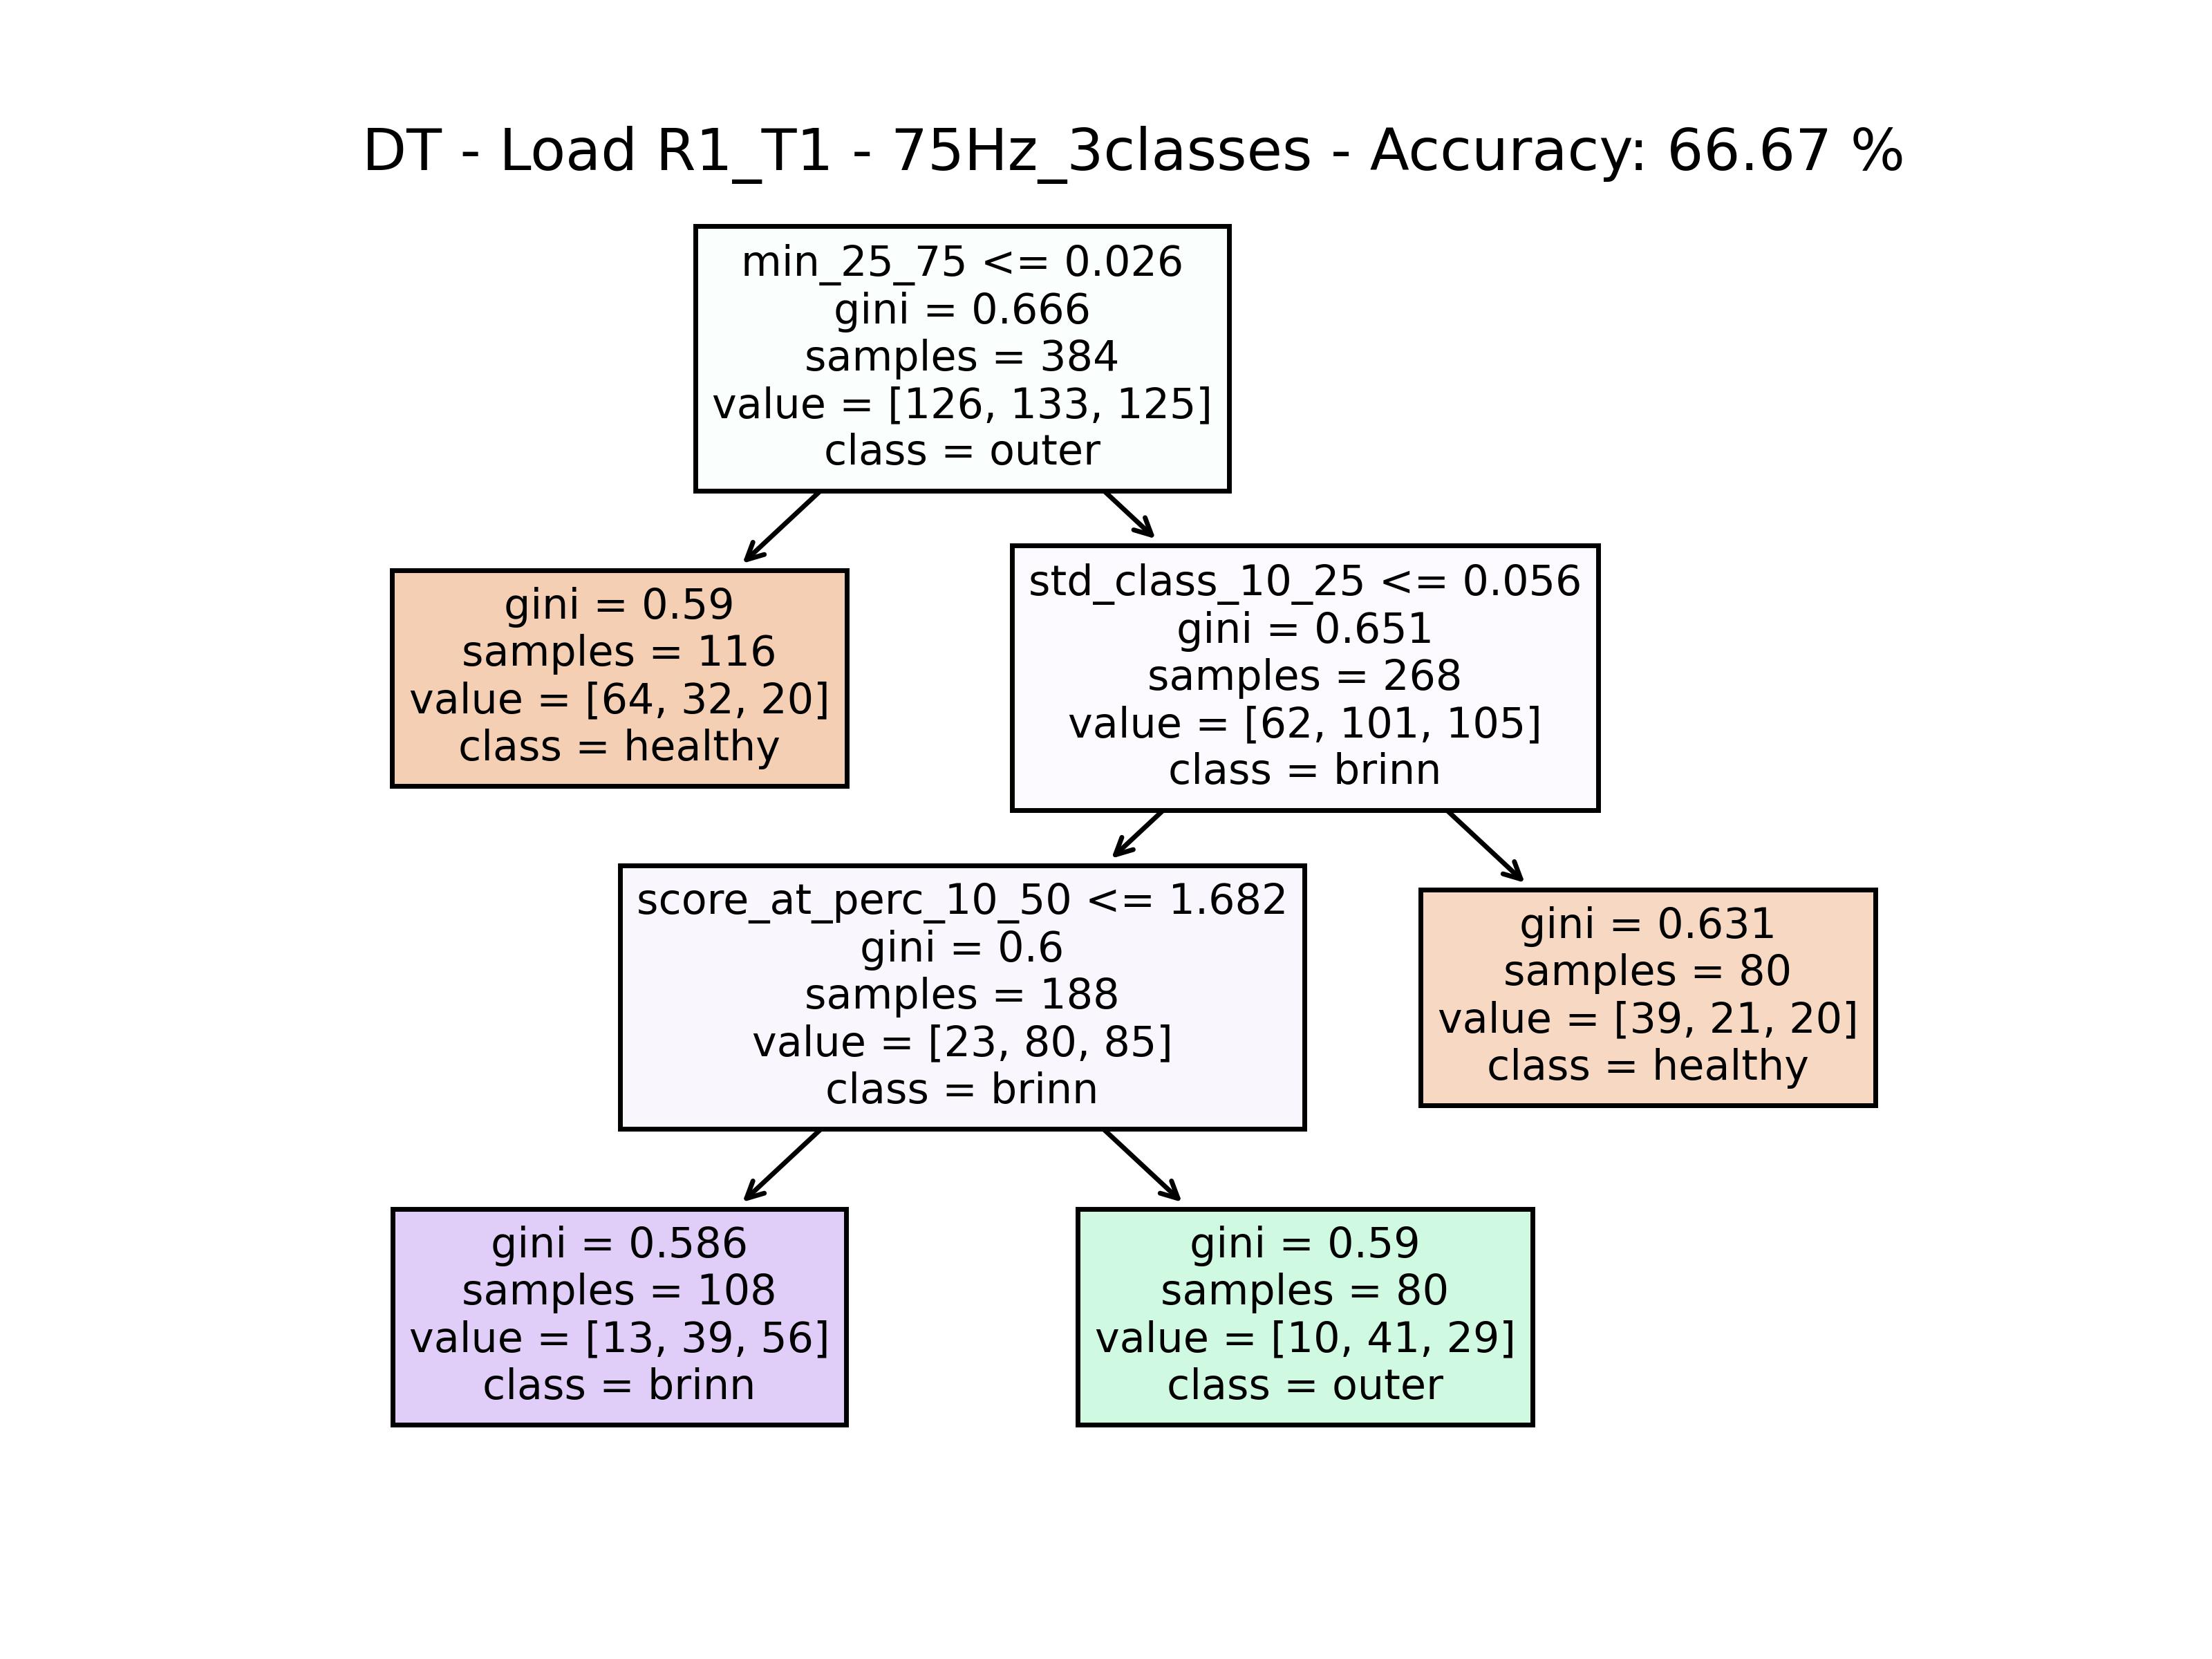 DT - Load R1_T1 - 75Hz_3classes - Accuracy: 66.67 %
min_25_75 <= 0.026
gini = 0.666
samples = 384
value = [126, 133, 125]
class = outer
gini = 0.59
samples = 116
value = [64, 32, 20]
class = healthy
std_class_10_25 <= 0.056
gini = 0.651
samples = 268
value = [62, 101, 105]
class = brinn
score_at_perc_10_50 <= 1.682
gini = 0.6
samples = 188
value = [23, 80, 85]
class = brinn
gini = 0.631
samples = 80
value = [39, 21, 20]
class = healthy
gini = 0.586
samples = 108
value = [13, 39, 56]
class = brinn
gini = 0.59
samples = 80
value = [10, 41, 29]
class = outer